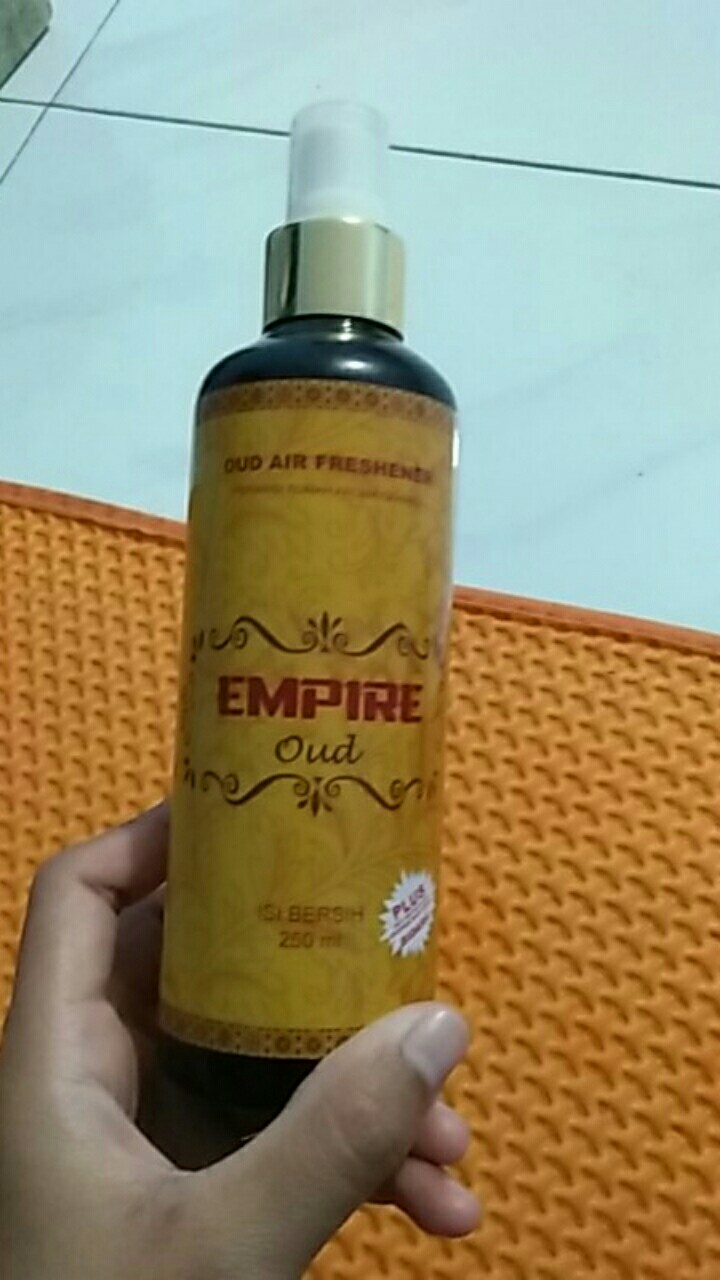 OUD AIR FRESHENER
EMPIRE
Oud
ISI BERSIH
250 ml
PLUS